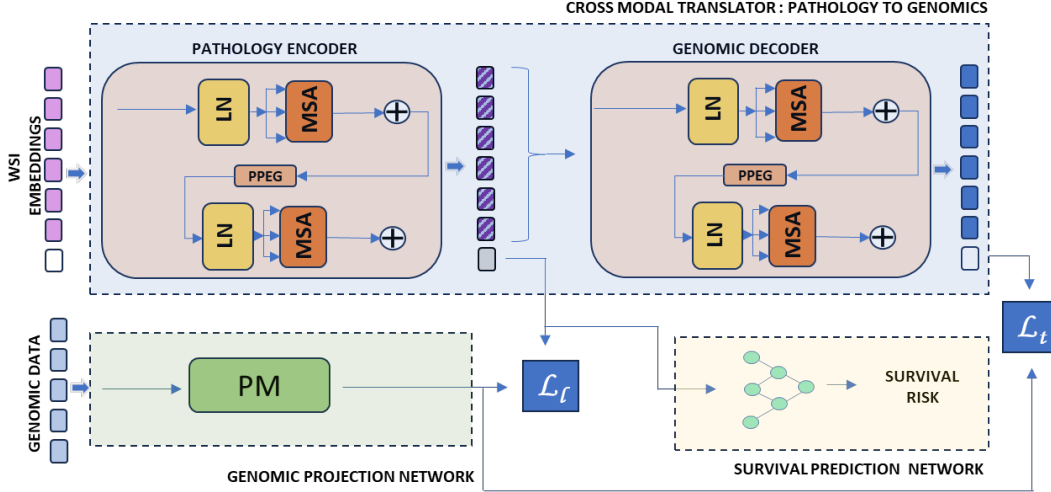 CROSS MODAL TRANSLATOR : PATHOLOGY TO GENOMICS
PATHOLOGY ENCODER
GENOMIC DECODER
WSI
EMBEDDINGS
LN
MSA
PPEG
LN
MSA
LN
MSA
PPEG
LN
MSA
GENOMIC DATA
PM
ℒ_l
ℒ_t
SURVIVAL
RISK
GENOMIC PROJECTION NETWORK
SURVIVAL PREDICTION NETWORK